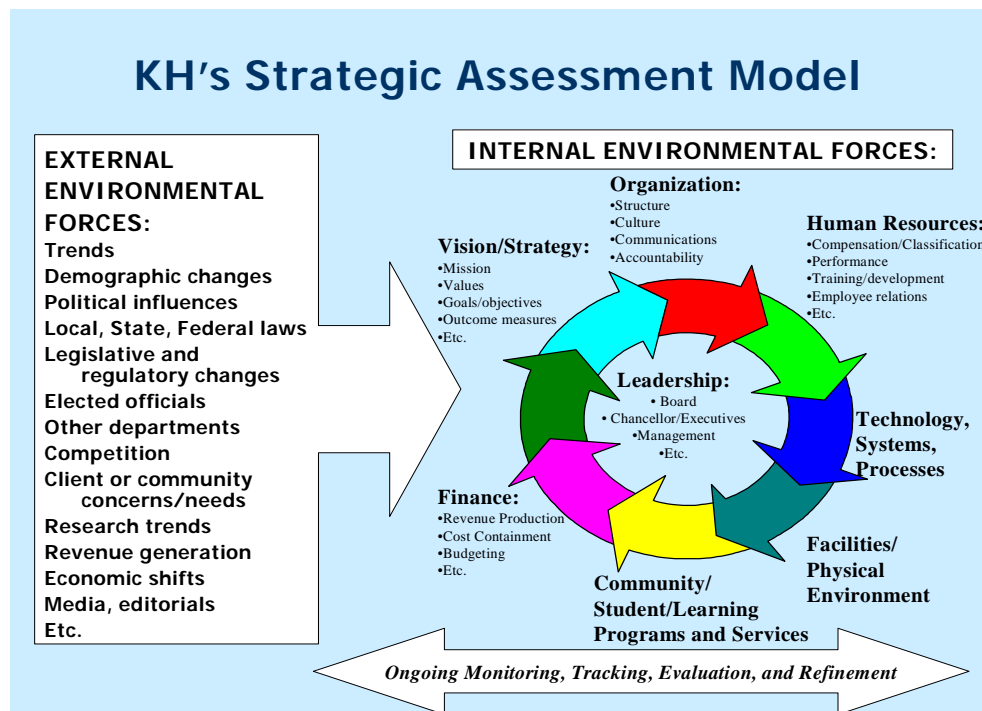 KH's Strategic Assessment Model
EXTERNAL
ENVIRONMENTAL
FORCES:
Trends
Demographic changes
Political influences
Local, State, Federal laws
Legislative and
regulatory changes
Elected officials
Other departments
Competition
Client or community
concerns/needs
Research trends
Revenue generation
Economic shifts
Media, editorials
Etc.
INTERNAL ENVIRONMENTAL FORCES:
Vision/Strategy:
•Mission
•Values
•Goals/objectives
•Outcome measures
•Etc.
Organization:
•Structure
•Culture
•Communications
•Accountability
Human Resources:
•Compensation/Classification
•Performance
•Training/development
•Employee relations
•Etc.
Leadership:
• Board
• Chancellor/Executives
•Management
•Etc.
Technology,
Systems,
Processes
Facilities/
Physical
Environment
Community/
Student/Learning
Programs and Services
Finance:
•Revenue Production
•Cost Containment
•Budgeting
•Etc.
Ongoing Monitoring, Tracking, Evaluation, and Refinement